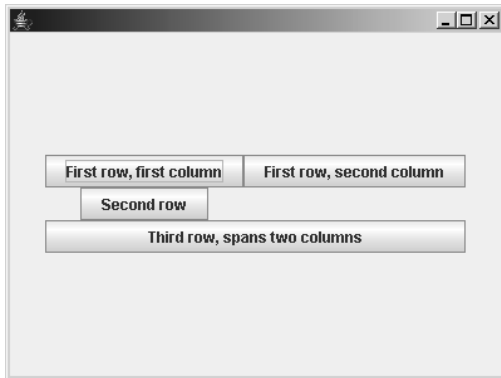 First row, first column
First row, second column
Second row
Third row, spans two columns